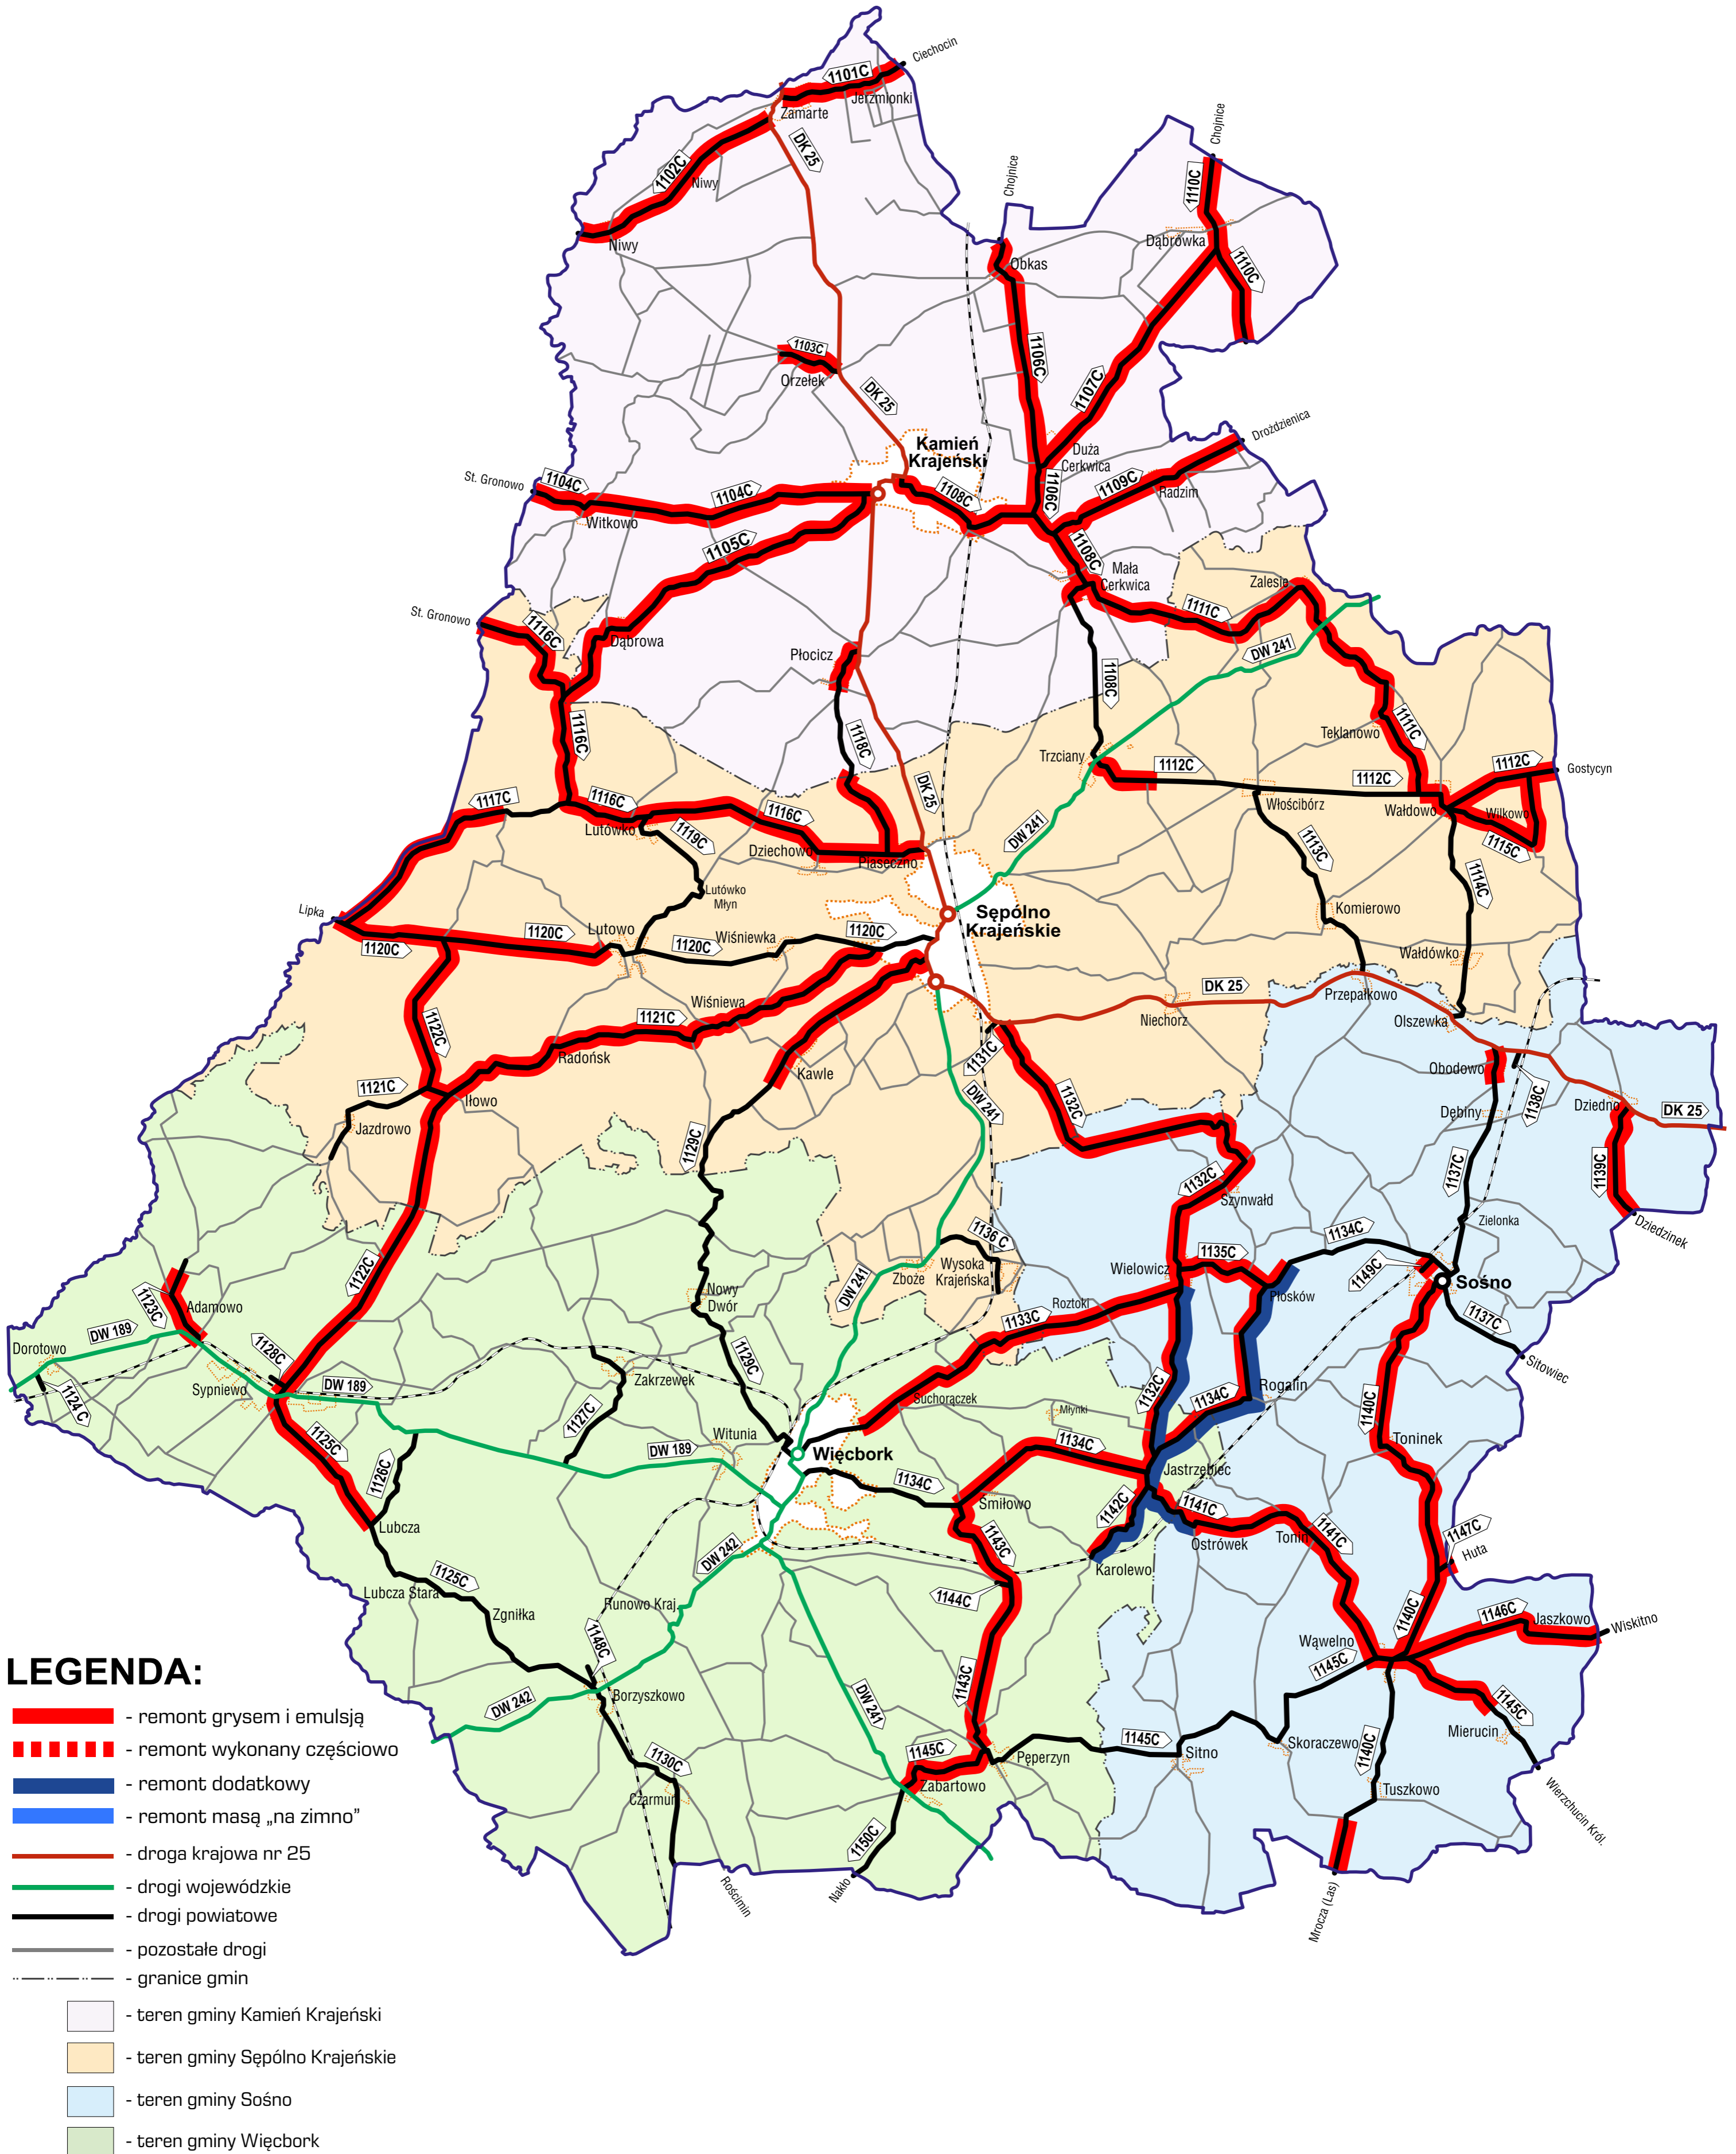 Ciechocin
1101C
Jerzmionki
Zamarte
DK 25
1102C
Niwy
Niwy
Chojnice
Chojnice
1110C
Dąbrówka
1110C
Obkas
1103C
Orzełek
DK 25
1106C
1107C
Kamień
Krajeński
Duża
Cerkwica
Drożdzienica
St. Gronowo
1104C
1104C
Witkowo
1108C
1106C
1109C
Radzim
1105C
1108C
Mała
Cerkwica
Zalesie
St. Gronowo
1116C
Dąbrowa
1111C
Płocicz
DW 241
1108C
1116C
1118C
Teklanowo
1111C
Trzciany
1112C
1112C
1112C
Gostycyn
DK 25
1117C
1116C
1116C
Lutówko
Włościbórz
Wałdowo
Wilkowo
DW 241
1119C
Dziechowo
Piaseczno
1113C
1115C
1114C
Lutówko
Młyn
Lipka
Sępólno
Krajeńskie
Komierowo
1120C
1120C
Lutowo
1120C
Wiśniewka
1120C
Wałdówko
DK 25
Przepałkowo
Wiśniewa
1121C
Niechorz
Olszewka
1122C
Radońsk
1131C
Kawle
Obodowo
1138C
1121C
Iłowo
DW 241
1132C
Dębiny
Dziedno
DK 25
Jazdrowo
1129C
1137C
1139C
1132C
Szynwałd
Zielonka
Dziedzinek
1136 C
1134C
1135C
Wysoka
Krajeńska
Zboże
Wielowicz
1149C
Sośno
1122C
1123C
Adamowo
Nowy
Dwór
DW 241
Roztoki
Płosków
1133C
1137C
DW 189
Dorotowo
1128C
1129C
Sitowiec
1124 C
Sypniewo
DW 189
Zakrzewek
Suchorączek
Młynki
1132C
1134C
Rogalin
1140C
1125C
1127C
Witunia
DW 189
Więcbork
1134C
Toninek
1126C
1134C
Jastrzębiec
Lubcza
Śmiłowo
1142C
1141C
Ostrówek
Tonin
1141C
1147C
Huta
1143C
DW 242
Karolewo
1125C
Lubcza Stara
1144C
Zgniłka
Runowo Kraj.
1140C
1146C
Jaszkowo
Wiskitno
1148C
Wąwelno
1145C
LEGENDA:
1143C
Borzyszkowo
DW 242
DW 241
1145C
- remont grysem i emulsją
Mierucin
1145C
Skoraczewo
1140C
- remont wykonany częściowo
1130C
1145C
Pęperzyn
Sitno
Zabartowo
Tuszkowo
Wierzchucin Król.
- remont dodatkowy
Czarmuń
- remont masą „na zimno”
1150C
- droga krajowa nr 25
Nakło
Rościmin
Mrocza (Las)
- drogi wojewódzkie
- drogi powiatowe
- pozostałe drogi
- granice gmin
- teren gminy Kamień Krajeński
- teren gminy Sępólno Krajeńskie
- teren gminy Sośno
- teren gminy Więcbork